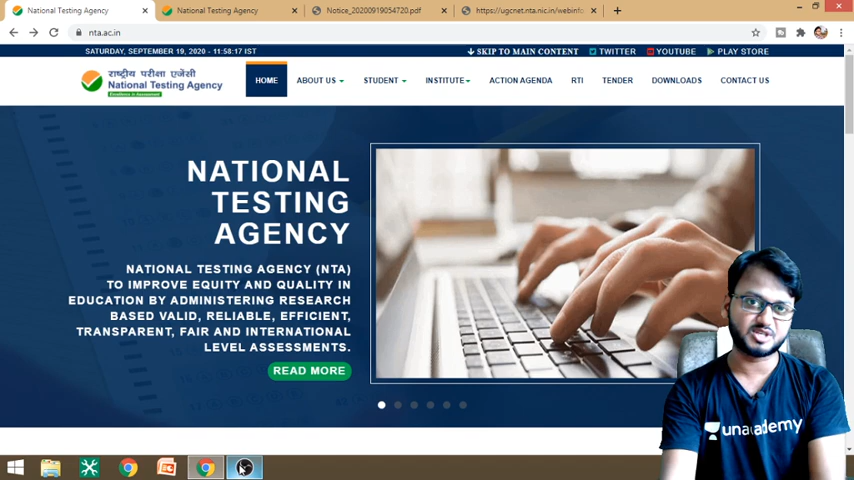 National Testing Agency
National Testing Agency
Notice_20200919054720.pdf
https://ugcnet.nta.nic.in/webinfo
nta.ac.in
SATURDAY, SEPTEMBER 19, 2020 - 11:58:17 IST
SKIP TO MAIN CONTENT
TWITTER
YOUTUBE
PLAY STORE
राष्ट्रीय परीक्षा एजेंसी
National Testing Agency
Excellence in Assessment
HOME
ABOUT US
STUDENT
INSTITUTE
ACTION AGENDA
RTI
TENDER
DOWNLOADS
CONTACT US
NATIONAL
TESTING
AGENCY
NATIONAL TESTING AGENCY (NTA)
TO IMPROVE EQUITY AND QUALITY IN
EDUCATION BY ADMINISTERING RESEARCH
BASED VALID, RELIABLE, EFFICIENT,
TRANSPARENT, FAIR AND INTERNATIONAL
LEVEL ASSESSMENTS.
READ MORE
unacademy